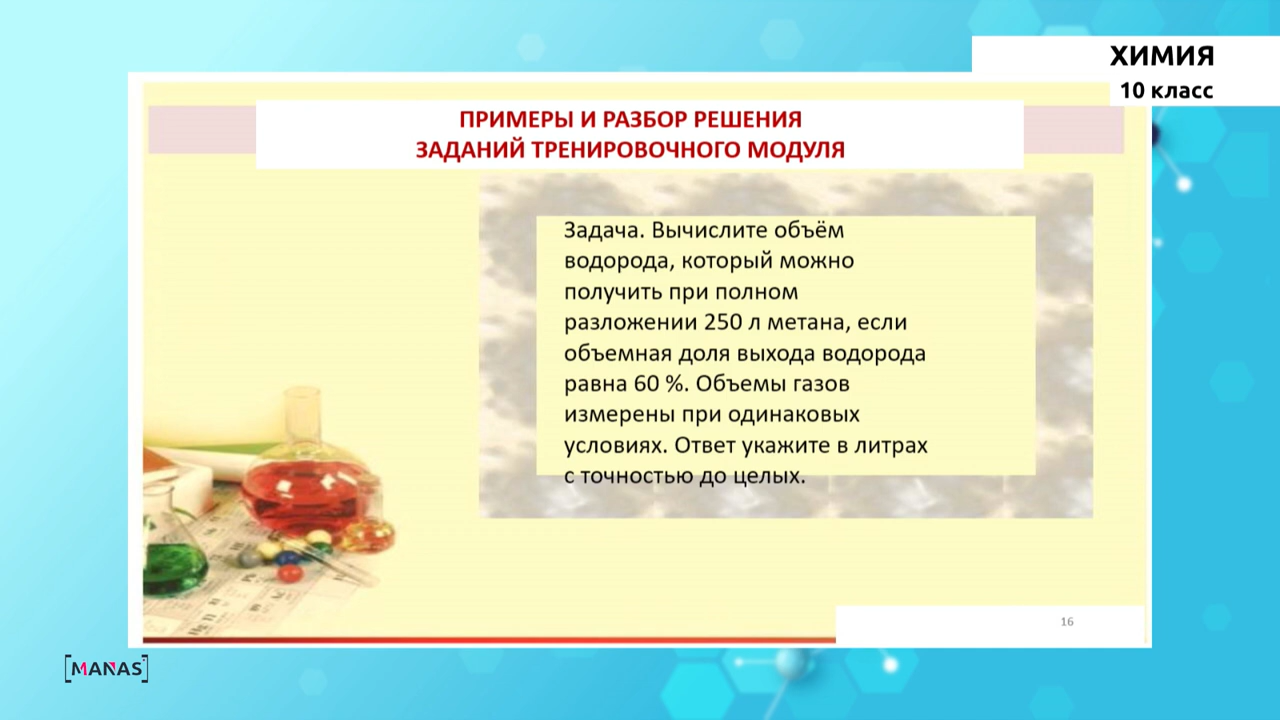 ХИМИЯ
10 класс
ПРИМЕРЫ И РАЗБОР РЕШЕНИЯ
ЗАДАНИЙ ТРЕНИРОВОЧНОГО МОДУЛЯ
Задача. Вычислите объём
водорода, который можно
получить при полном
разложении 250 л метана, если
объемная доля выхода водорода
равна 60 %. Объемы газов
измерены при одинаковых
условиях. Ответ укажите в литрах
с точностью до целых.
16
[MANAS]